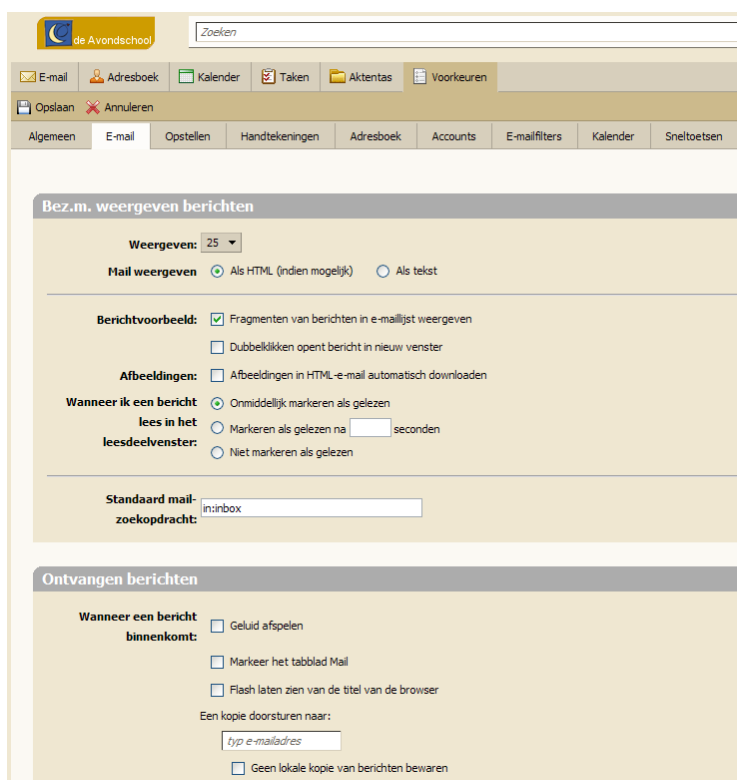 de Avondschool
Zoeken
E-mail Adresboek Kalender Taken Aktentas Voorkeuren
Opslaan Annuleren
Algemeen E-mail Opstellen Handtekeningen Adresboek Accounts E-mailfilters Kalender Sneltoetsen
Bez.m. weergeven berichten
Weergeven: 25
Mail weergeven Als HTML (indien mogelijk) Als tekst
Berichtvoorbeeld: Fragmenten van berichten in e-maillijst weergeven
Dubbelklikken opent bericht in nieuw venster
Afbeeldingen: Afbeeldingen in HTML-e-mail automatisch downloaden
Wanneer ik een bericht Onmiddellijk markeren als gelezen
lees in het Markeren als gelezen na seconden
leesdeelvenster:
Niet markeren als gelezen
Standaard mail-
zoekopdracht: in:inbox
Ontvangen berichten
Wanneer een bericht
binnenkomt: Geluid afspelen
Markeer het tabblad Mail
Flash laten zien van de titel van de browser
Een kopie doorsturen naar:
typ e-mailadres
Geen lokale kopie van berichten bewaren